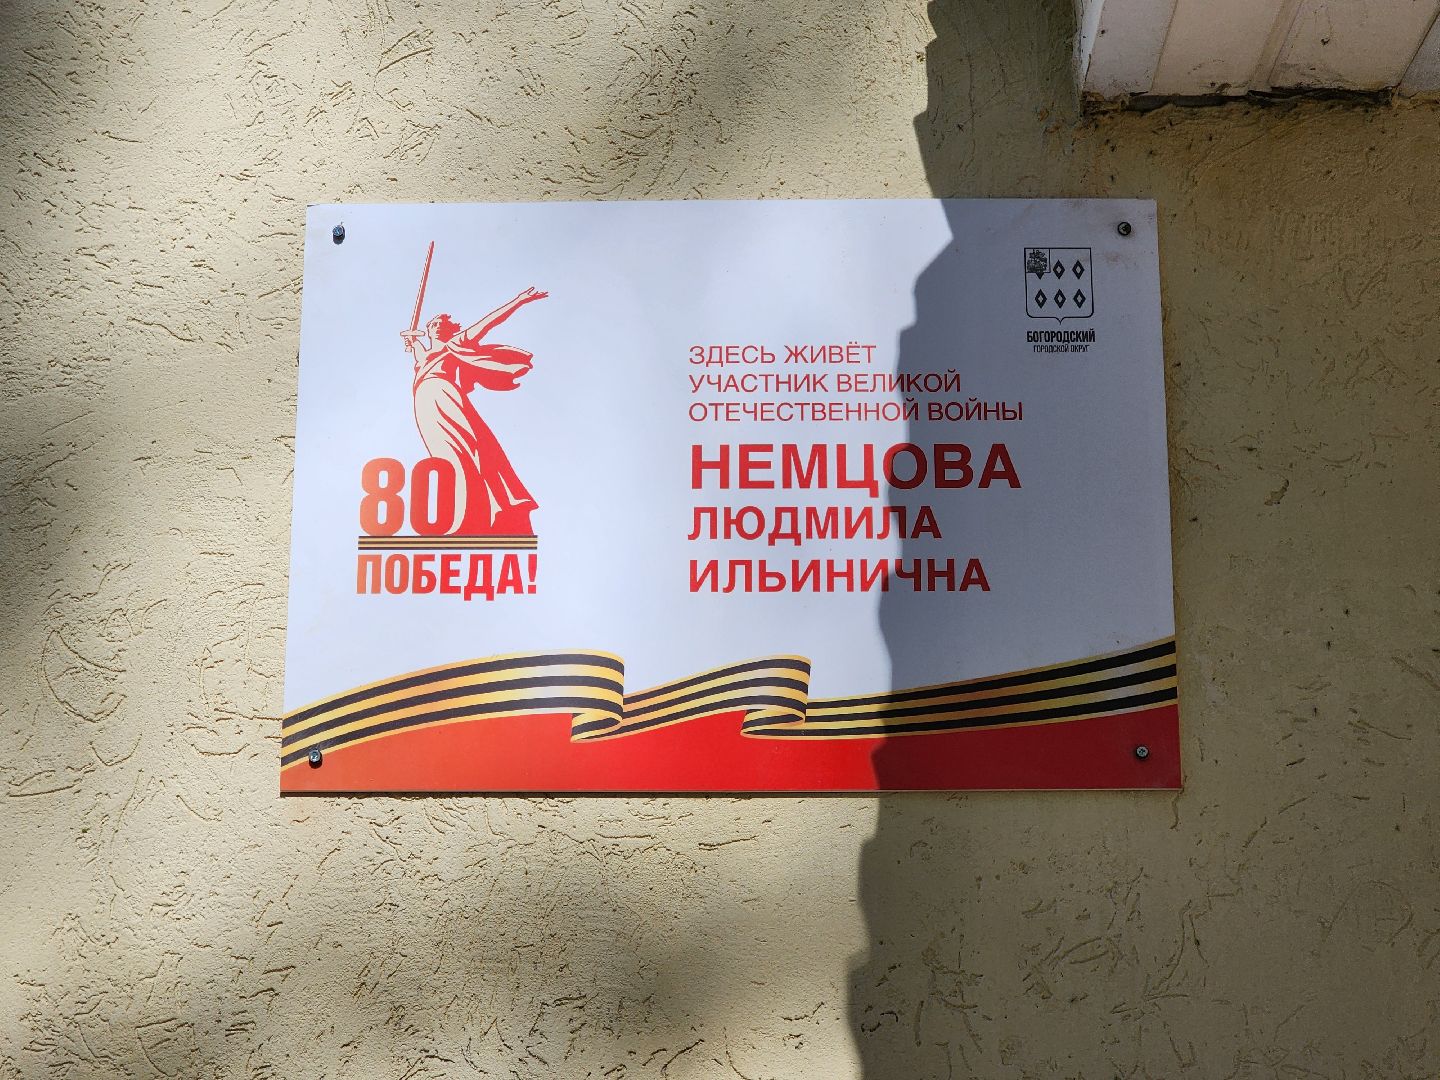 80
ПОБЕДА!
БОГОРОДСКИЙ
ГОРОДСКОЙ ОКРУГ
ЗДЕСЬ ЖИВЁТ
УЧАСТНИК ВЕЛИКОЙ
ОТЕЧЕСТВЕННОЙ ВОЙНЫ
НЕМЦОВА
ЛЮДМИЛА
ИЛЬИНИЧНА